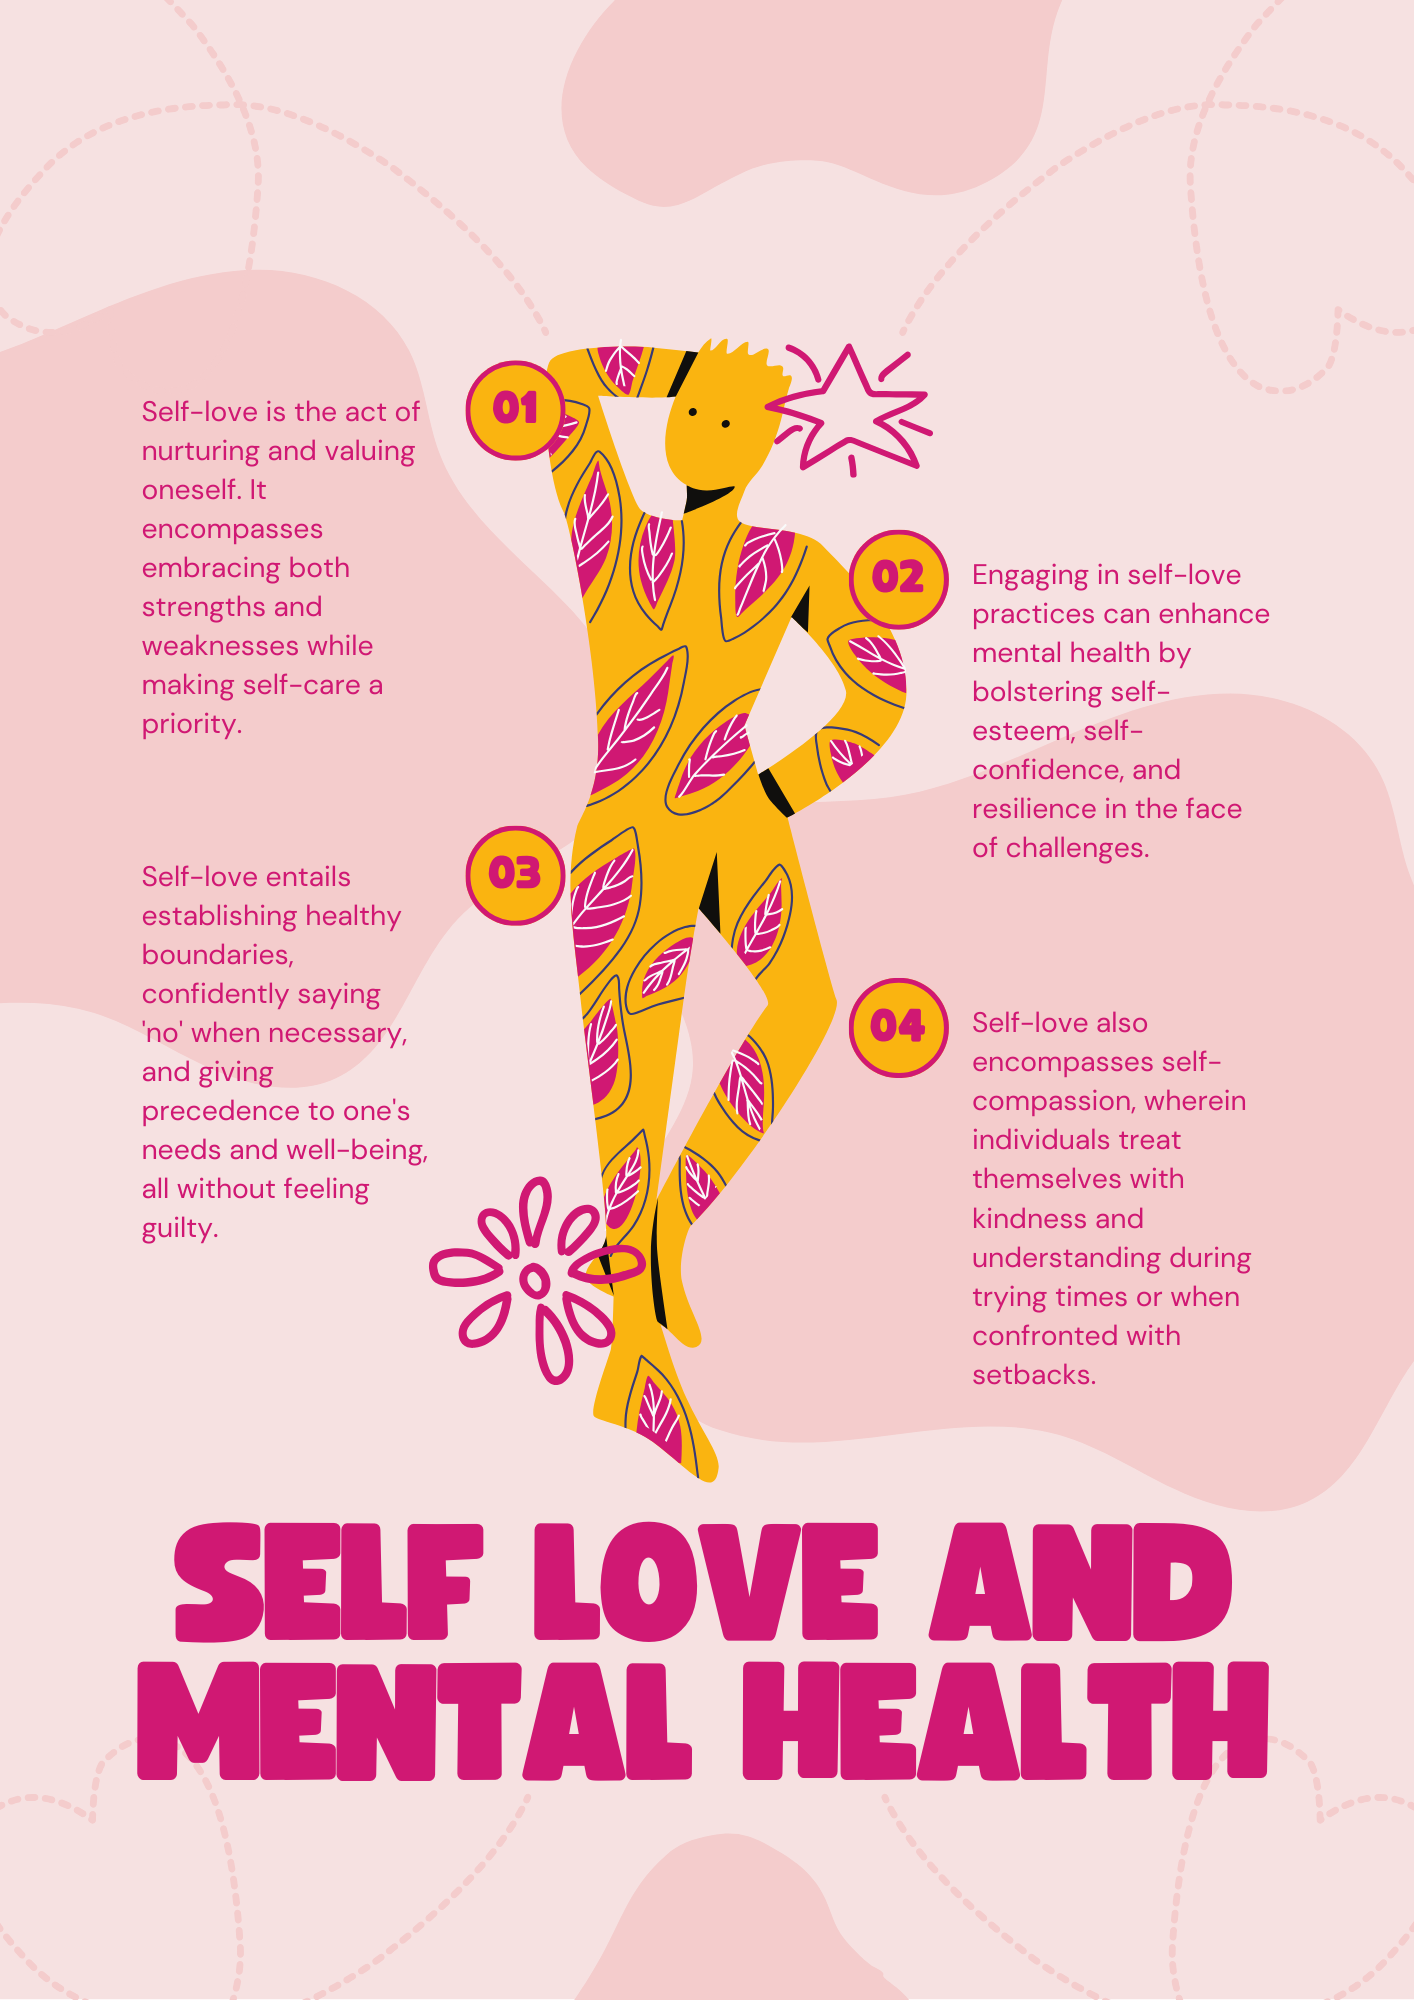 01
Self-love is the act of
nurturing and valuing
oneself. It
encompasses
embracing both
strengths and
weaknesses while
making self-care a
priority.
02
Engaging in self-love
practices can enhance
mental health by
bolstering self-
esteem, self-
confidence, and
resilience in the face
of challenges.
03
Self-love entails
establishing healthy
boundaries,
confidently saying
'no' when necessary,
and giving
precedence to one's
needs and well-being,
all without feeling
guilty.
04
Self-love also
encompasses self-
compassion, wherein
individuals treat
themselves with
kindness and
understanding during
trying times or when
confronted with
setbacks.
SELF LOVE AND
MENTAL HEALTH